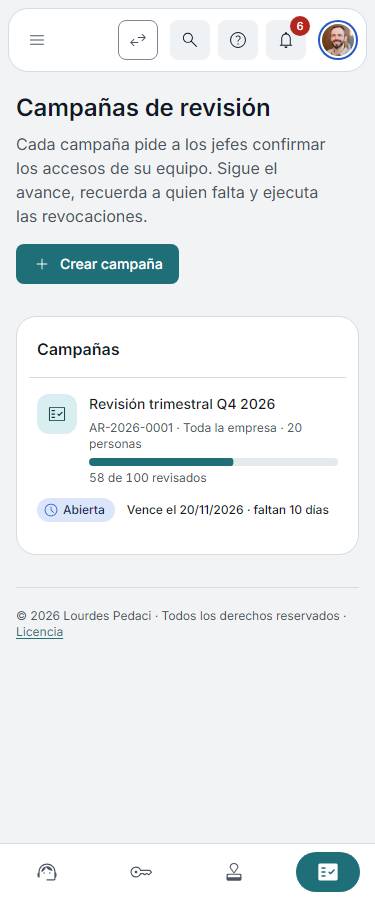 6
Campañas de revisión
Cada campaña pide a los jefes confirmar
los accesos de su equipo. Sigue el
avance, recuerda a quien falta y ejecuta
las revocaciones.
Crear campaña
Campañas
Revisión trimestral Q4 2026
AR-2026-0001 · Toda la empresa · 20
personas
58 de 100 revisados
Abierta Vence el 20/11/2026 · faltan 10 días
© 2026 Lourdes Pedaci · Todos los derechos reservados ·
Licencia